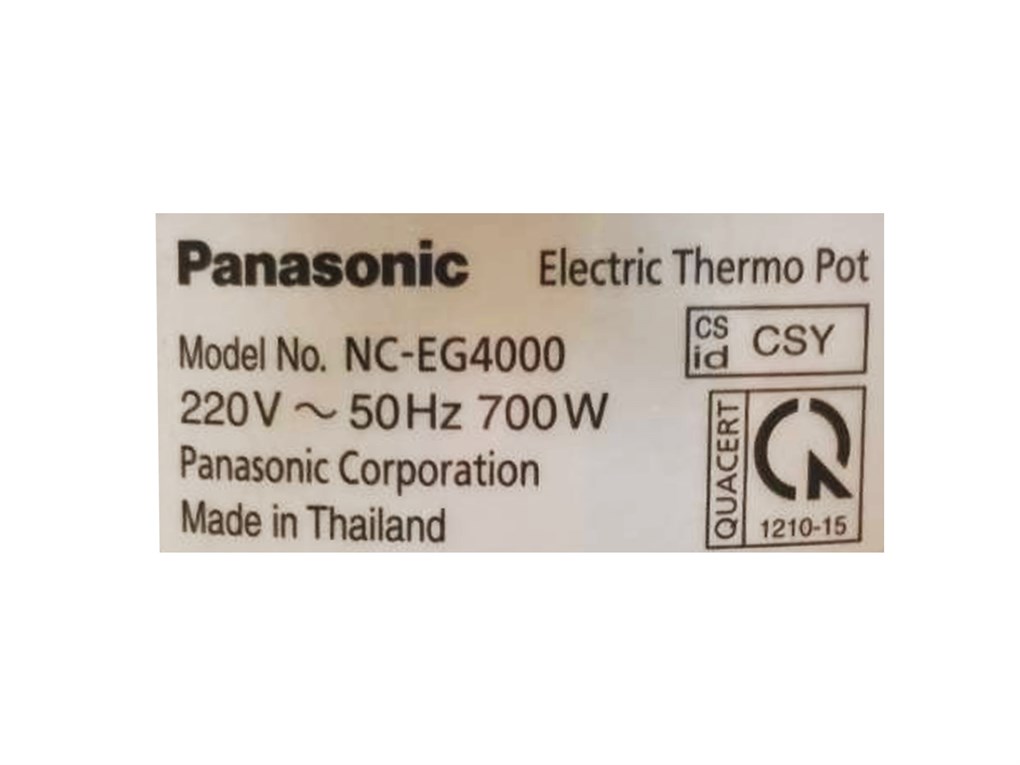 Panasonic Electric Thermo Pot
CS id CSY
Model No. NC-EG4000
220V ~ 50Hz 700W
Panasonic Corporation
Made in Thailand
QUACERT
1210-15